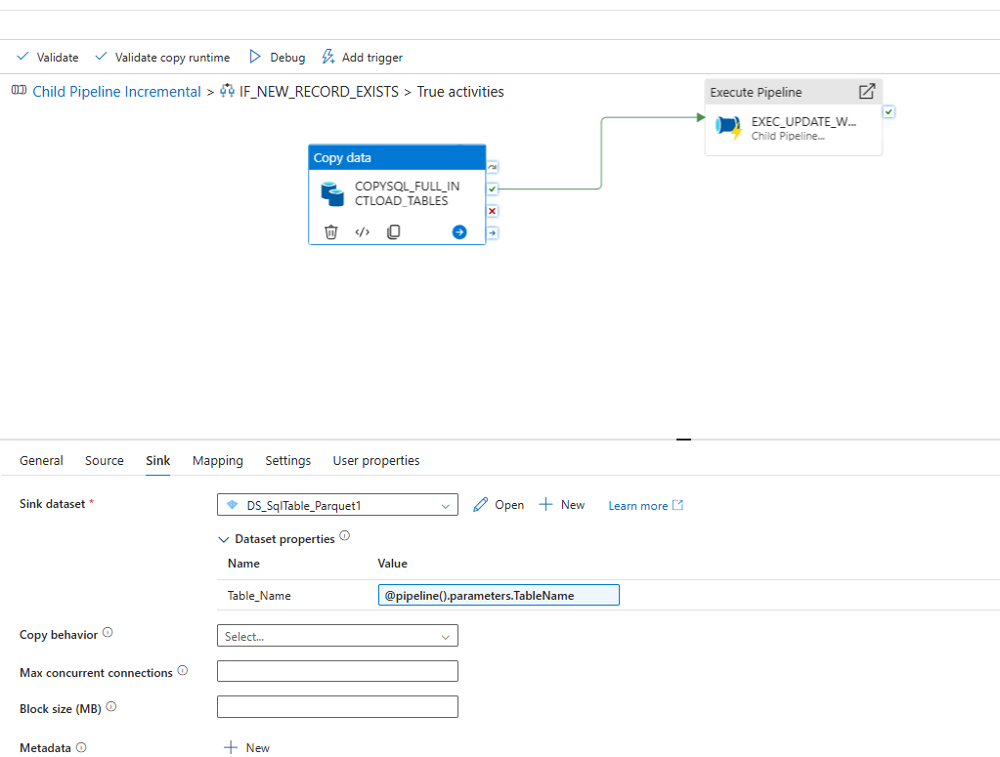 Validate Validate copy runtime Debug Add trigger
Child Pipeline Incremental > IF_NEW_RECORD_EXISTS > True activities
Execute Pipeline
EXEC_UPDATE_W...
Child Pipeline...
Copy data
COPYSQL_FULL_IN
CTLOAD_TABLES
General Source Sink Mapping Settings User properties
Sink dataset * DS_SqlTable_Parquet1 Open New Learn more
Dataset properties
Name Value
Table_Name @pipeline().parameters.TableName
Copy behavior Select...
Max concurrent connections
Block size (MB)
Metadata New